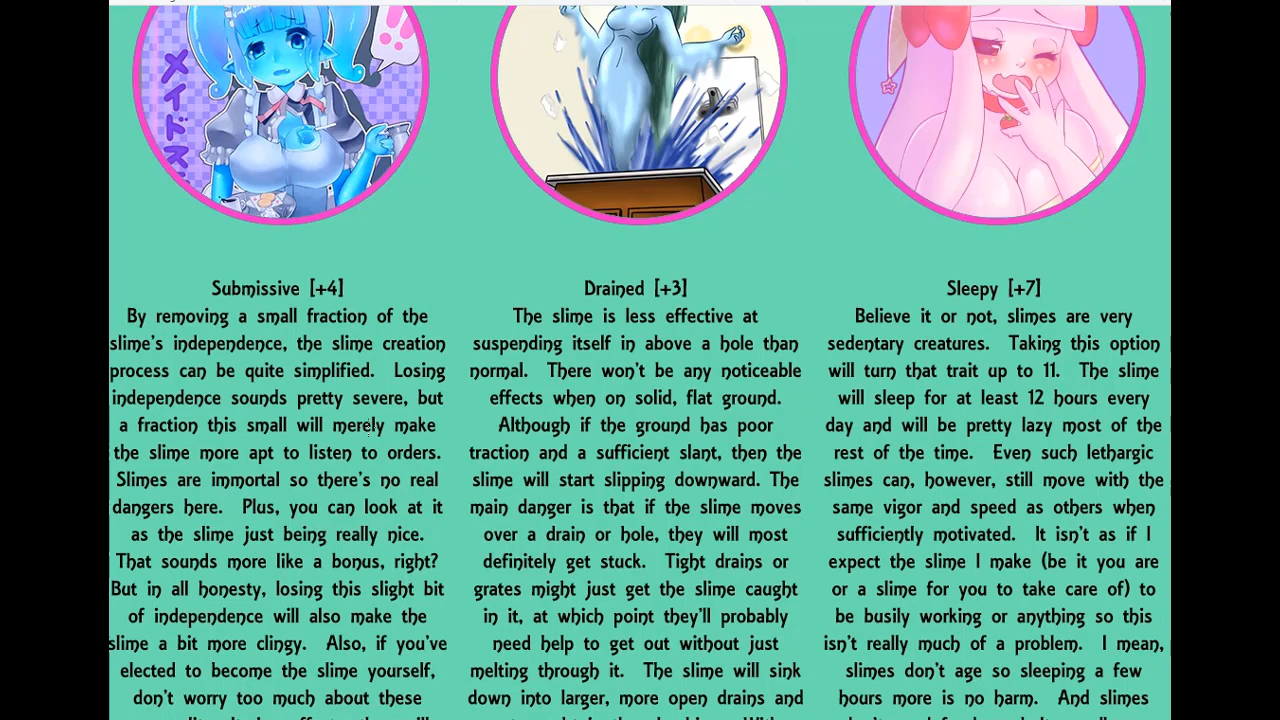 メイドス
Submissive [+4]
By removing a small fraction of the
slime's independence, the slime creation
process can be quite simplified. Losing
independence sounds pretty severe, but
a fraction this small will merely make
the slime more apt to listen to orders.
Slimes are immortal so there's no real
dangers here. Plus, you can look at it
as the slime just being really nice.
That sounds more like a bonus, right?
But in all honesty, losing this slight bit
of independence will also make the
slime a bit more clingy. Also, if you've
elected to become the slime yourself,
don't worry too much about these
Drained [+3]
The slime is less effective at
suspending itself in above a hole than
normal. There won't be any noticeable
effects when on solid, flat ground.
Although if the ground has poor
traction and a sufficient slant, then the
slime will start slipping downward. The
main danger is that if the slime moves
over a drain or hole, they will most
definitely get stuck. Tight drains or
grates might just get the slime caught
in it, at which point they'll probably
need help to get out without just
melting through it. The slime will sink
down into larger, more open drains and
Sleepy [+7]
Believe it or not, slimes are very
sedentary creatures. Taking this option
will turn that trait up to 11. The slime
will sleep for at least 12 hours every
day and will be pretty lazy most of the
rest of the time. Even such lethargic
slimes can, however, still move with the
same vigor and speed as others when
sufficiently motivated. It isn't as if I
expect the slime I make (be it you are
or a slime for you to take care of) to
be busily working or anything so this
isn't really much of a problem. I mean,
slimes don't age so sleeping a few
hours more is no harm. And slimes